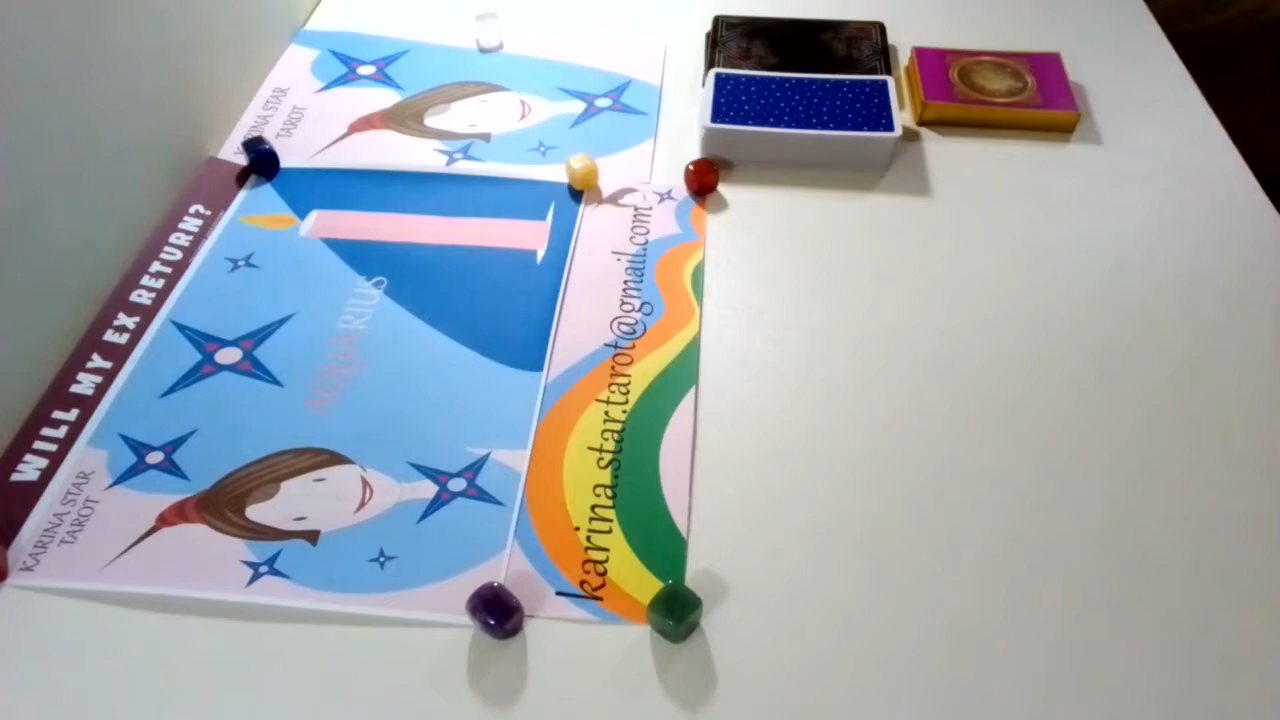 KARINA STAR
TAROT
WILL MY EX RETURN?
AQUARIUS
karina.star.tarot@gmail.com
KARINA STAR
TAROT